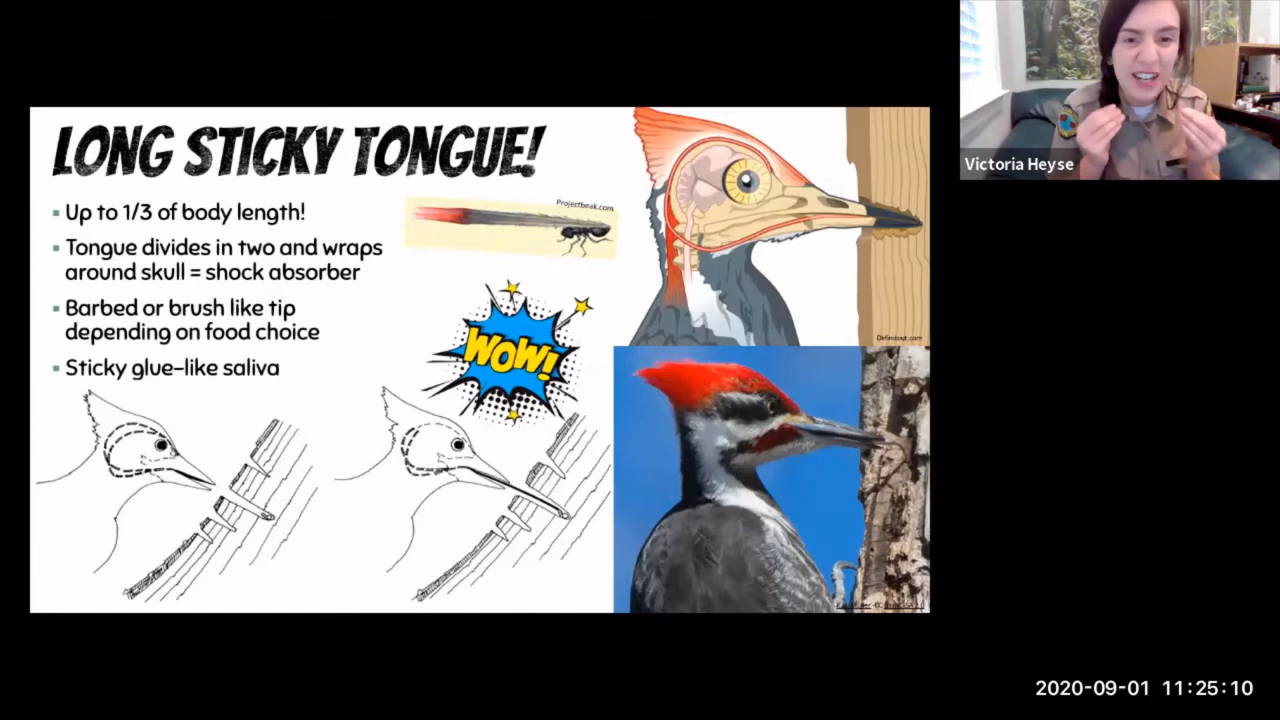 LONG STICKY TONGUE!
Up to 1/3 of body length!
Tongue divides in two and wraps
around skull = shock absorber
Barbed or brush like tip
depending on food choice
Sticky glue-like saliva
Projectbeak.com
WOW!
Dkfindout.com
Victoria Heyse
2020-09-01 11:25:10